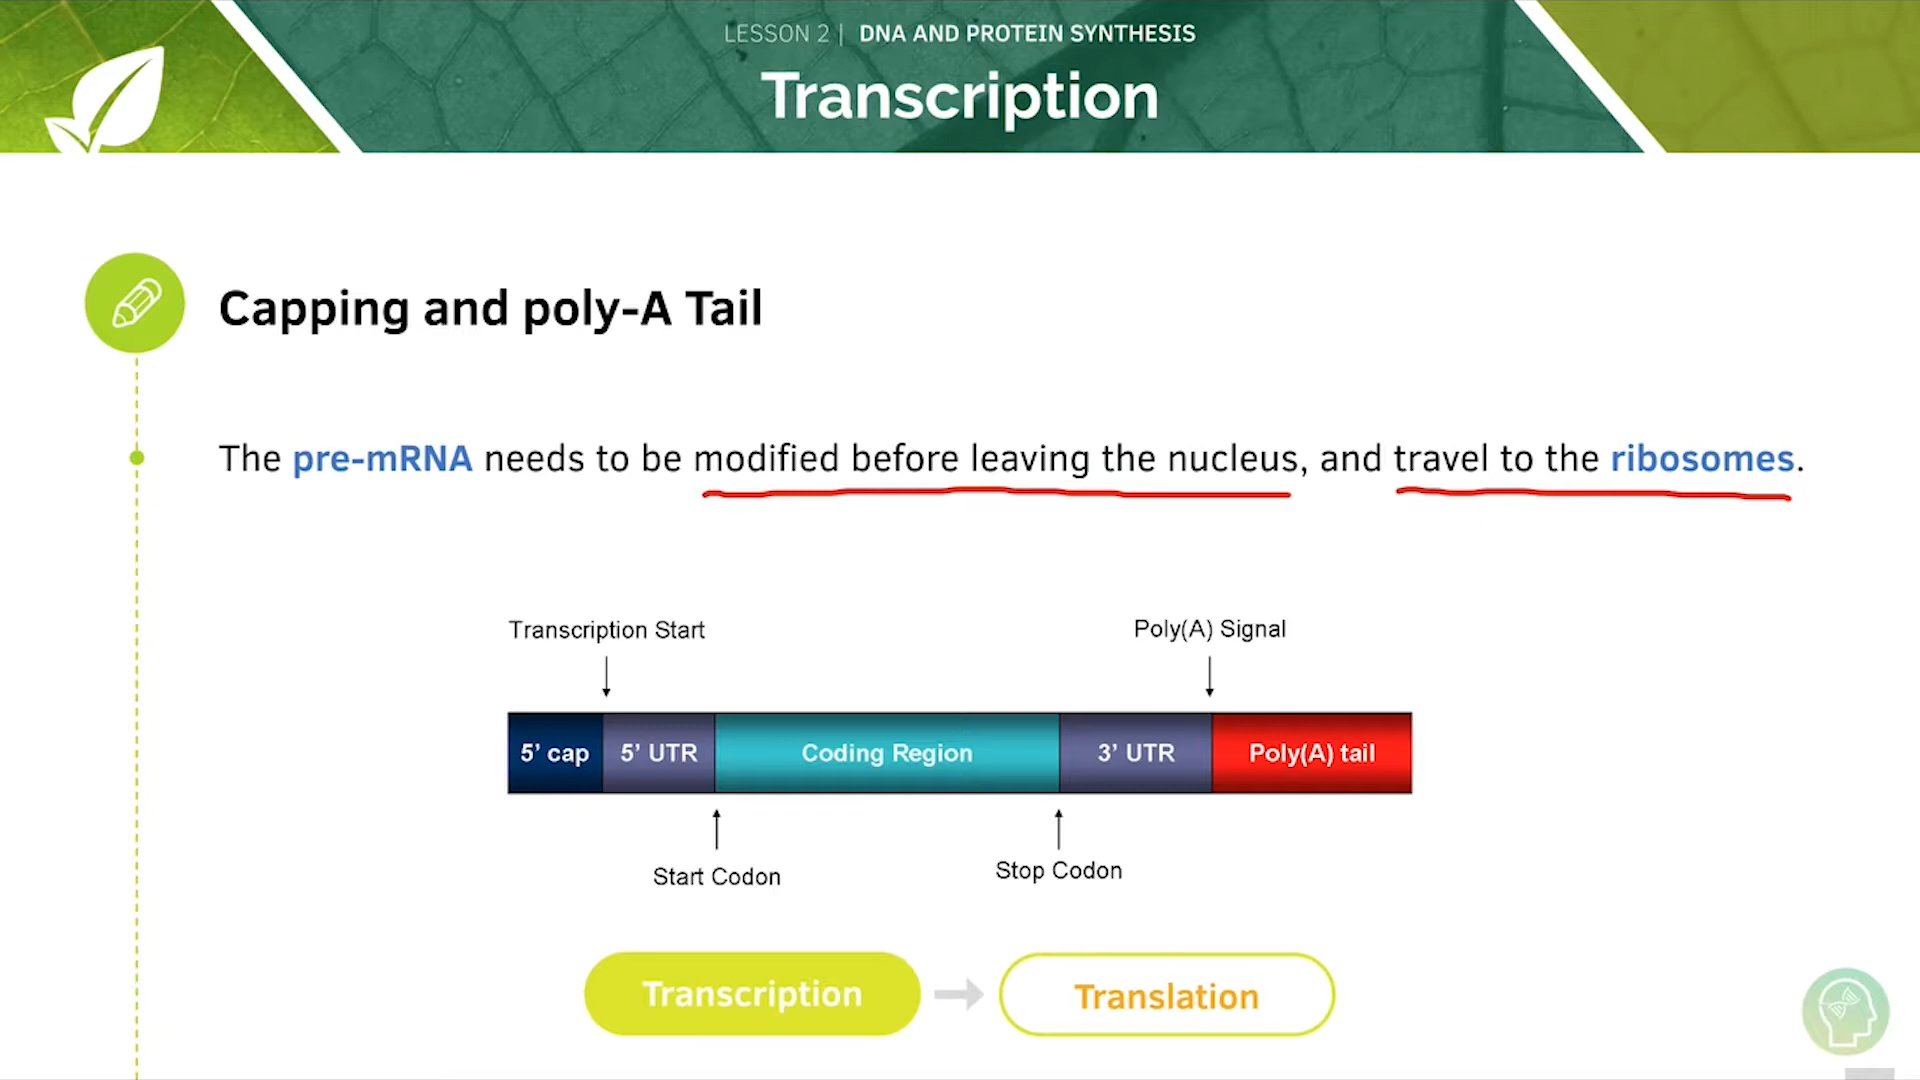 LESSON 2 | DNA AND PROTEIN SYNTHESIS
Transcription
Capping and poly-A Tail
The pre-mRNA needs to be modified before leaving the nucleus, and travel to the ribosomes.
Transcription Start
Poly(A) Signal
5’ cap
5’ UTR
Coding Region
3’ UTR
Poly(A) tail
Start Codon
Stop Codon
Transcription
Translation